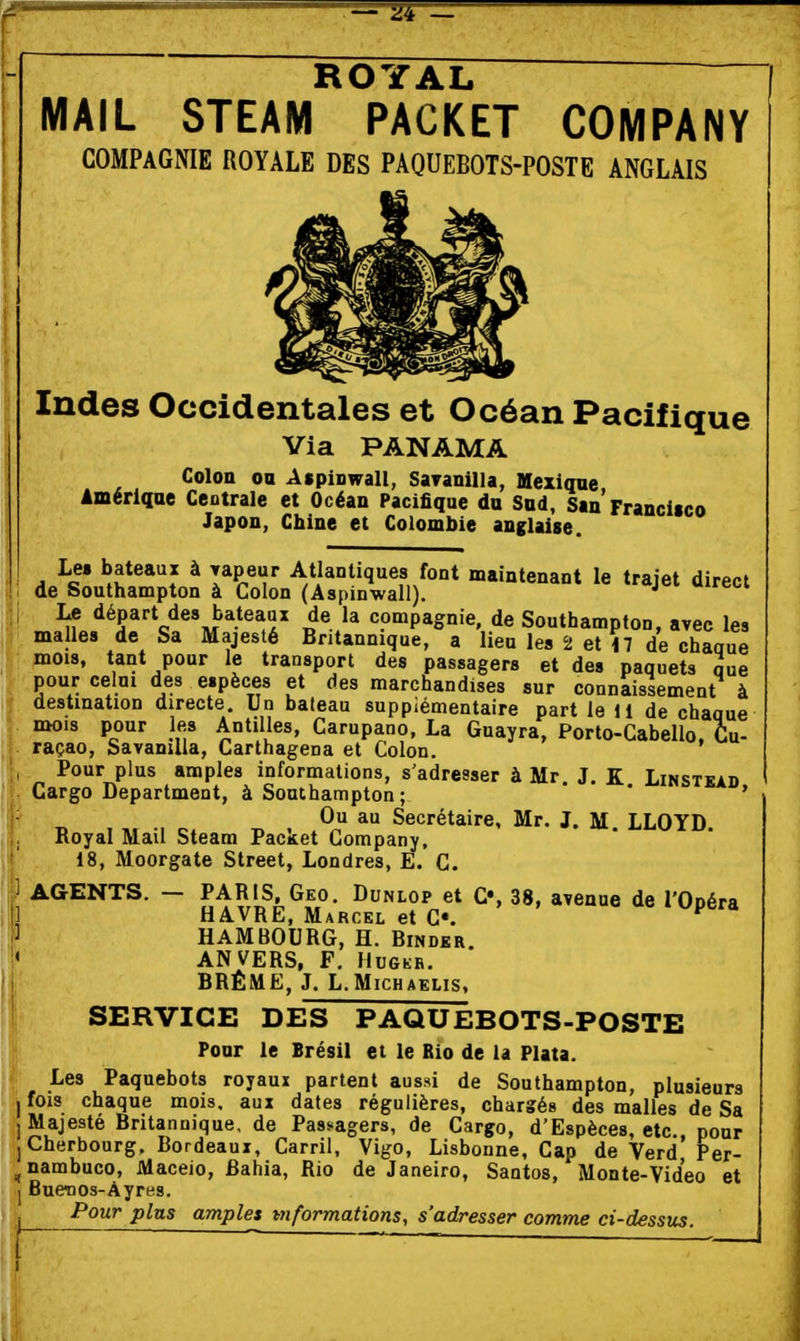 — 24 —
ROYAL
MAIL STEAM PACKET COMPANY
COMPAGNIE ROYALE DES PAQUEBOTS-POSTE ANGLAIS
Indes Occidentales et Océan Pacifique
Via PANAMA
Colon ou Aspinwall, Savanilla, Mexique,
Amérique Centrale et Océan Pacifique du Sud, San Francisco
Japon, Chine et Colombie anglaise.
Les bateaux à vapeur Atlantiques font maintenant le trajet direct
de Southampton à Colon (Aspinwall).
Le départ des bateaux de la compagnie, de Southampton, avec les
malles de Sa Majesté Britannique, a lieu les 2 et 17 de chaque
mois, tant pour le transport des passagers et des paquets que
pour celui des espèces et des marchandises sur connaissement à
destination directe. Un bateau supplémentaire part le 11 de chaque
mois pour les Antilles, Carupano, La Guayra, Porto-Cabello, Cu-
raçao, Savanilla, Carthagena et Colon.
Pour plus amples informations, s'adresser à Mr. J. K. LINSTEAD,
Cargo Department, à Southampton;
Ou au Secrétaire, Mr. J. M. LLOYD.
Royal Mail Steam Packet Company,
18, Moorgate Street, Londres, E. C.
AGENTS. — PARIS, GEO. DUNLOP et Cᵉ, 38, avenue de l'Opéra
HAVRE, MARCEL et Cᵉ.
HAMBOURG, H. BINDER.
ANVERS, F. HUGER.
BRÊME, J. L. MICHAELIS,
SERVICE DES PAQUEBOTS-POSTE
Pour le Brésil et le Rio de la Plata.
Les Paquebots royaux partent aussi de Southampton, plusieurs
fois chaque mois, aux dates régulières, chargés des malles de Sa
Majesté Britannique, de Passagers, de Cargo, d'Espèces, etc., pour
Cherbourg, Bordeaux, Carril, Vigo, Lisbonne, Cap de Verd, Per-
nambuco, Maceio, Bahia, Rio de Janeiro, Santos, Monte-Video et
Buenos-Ayres.
Pour plus amples informations, s'adresser comme ci-dessus.